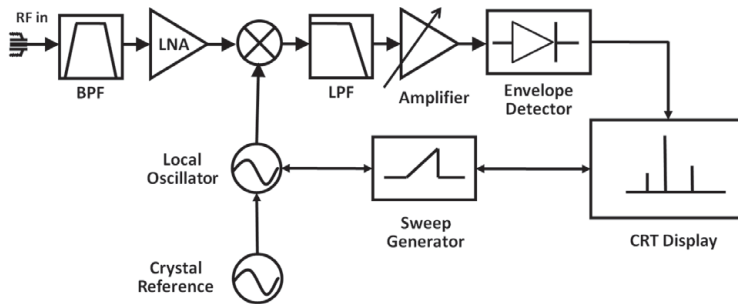 RF in
LNA
BPF
LPF
Amplifier
Envelope
Detector
Local
Oscillator
Sweep
Generator
CRT Display
Crystal
Reference